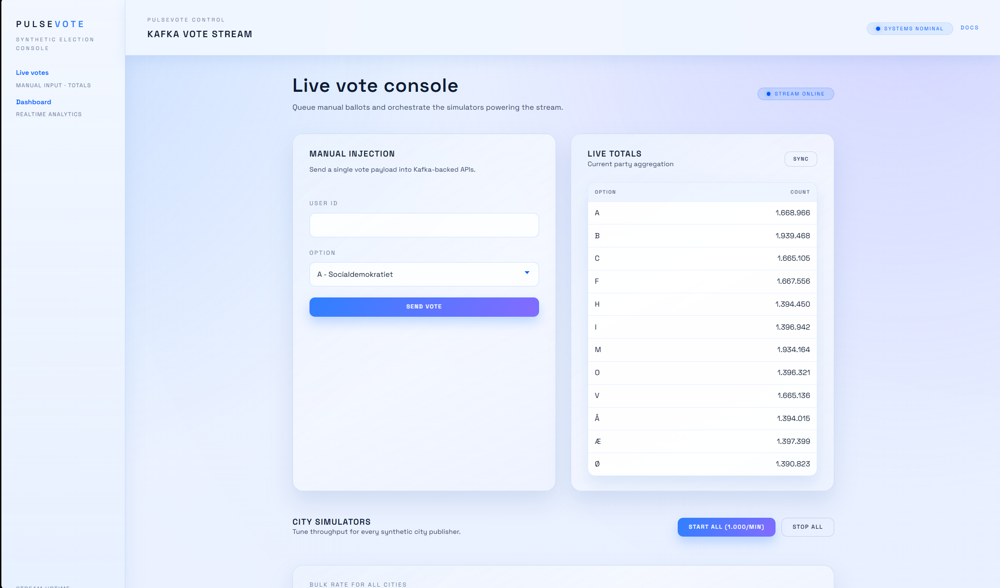 PULSEVOTE
SYNTHETIC ELECTION
CONSOLE
Live votes
MANUAL INPUT · TOTALS
Dashboard
REALTIME ANALYTICS
PULSEVOTE CONTROL
KAFKA VOTE STREAM
SYSTEMS NOMINAL
DOCS
Live vote console
Queue manual ballots and orchestrate the simulators powering the stream.
STREAM ONLINE
MANUAL INJECTION
Send a single vote payload into Kafka-backed APIs.
USER ID
OPTION
A - Socialdemokratiet
SEND VOTE
LIVE TOTALS
Current party aggregation
SYNC
OPTION COUNT
A 1.668.966
B 1.939.468
C 1.665.105
F 1.667.556
H 1.394.450
I 1.396.942
M 1.934.164
O 1.396.321
V 1.665.136
Å 1.394.015
Æ 1.397.399
Ø 1.390.823
CITY SIMULATORS
Tune throughput for every synthetic city publisher.
START ALL (1.000/MIN)
STOP ALL
BULK RATE FOR ALL CITIES
STREAM UPTIME